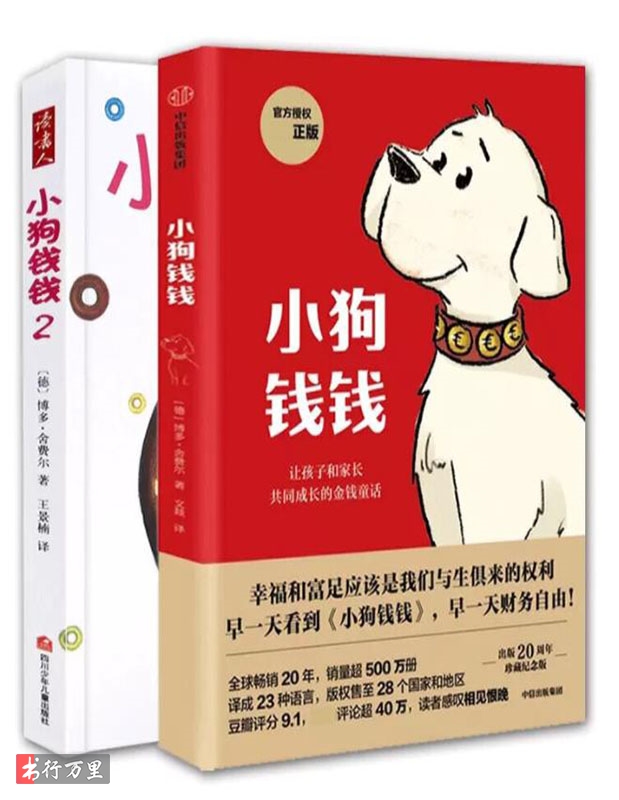 读书人
小狗钱钱2
［德］博多·舍费尔 著
王景楠 译
四川少年儿童出版社
小
中信出版集团
小狗钱钱
［德］博多·舍费尔 著
文燚 译
官方授权
正版
小狗
钱钱
让孩子和家长
共同成长的金钱童话
幸福和富足应该是我们与生俱来的权利
早一天看到《小狗钱钱》，早一天财务自由！
全球畅销20年，销量超500万册
译成23种语言，版权售至28个国家和地区
豆瓣评分9.1， 评论超40万，读者感叹相见恨晚
出版20周年
珍藏纪念版
中信出版集团
书行万里